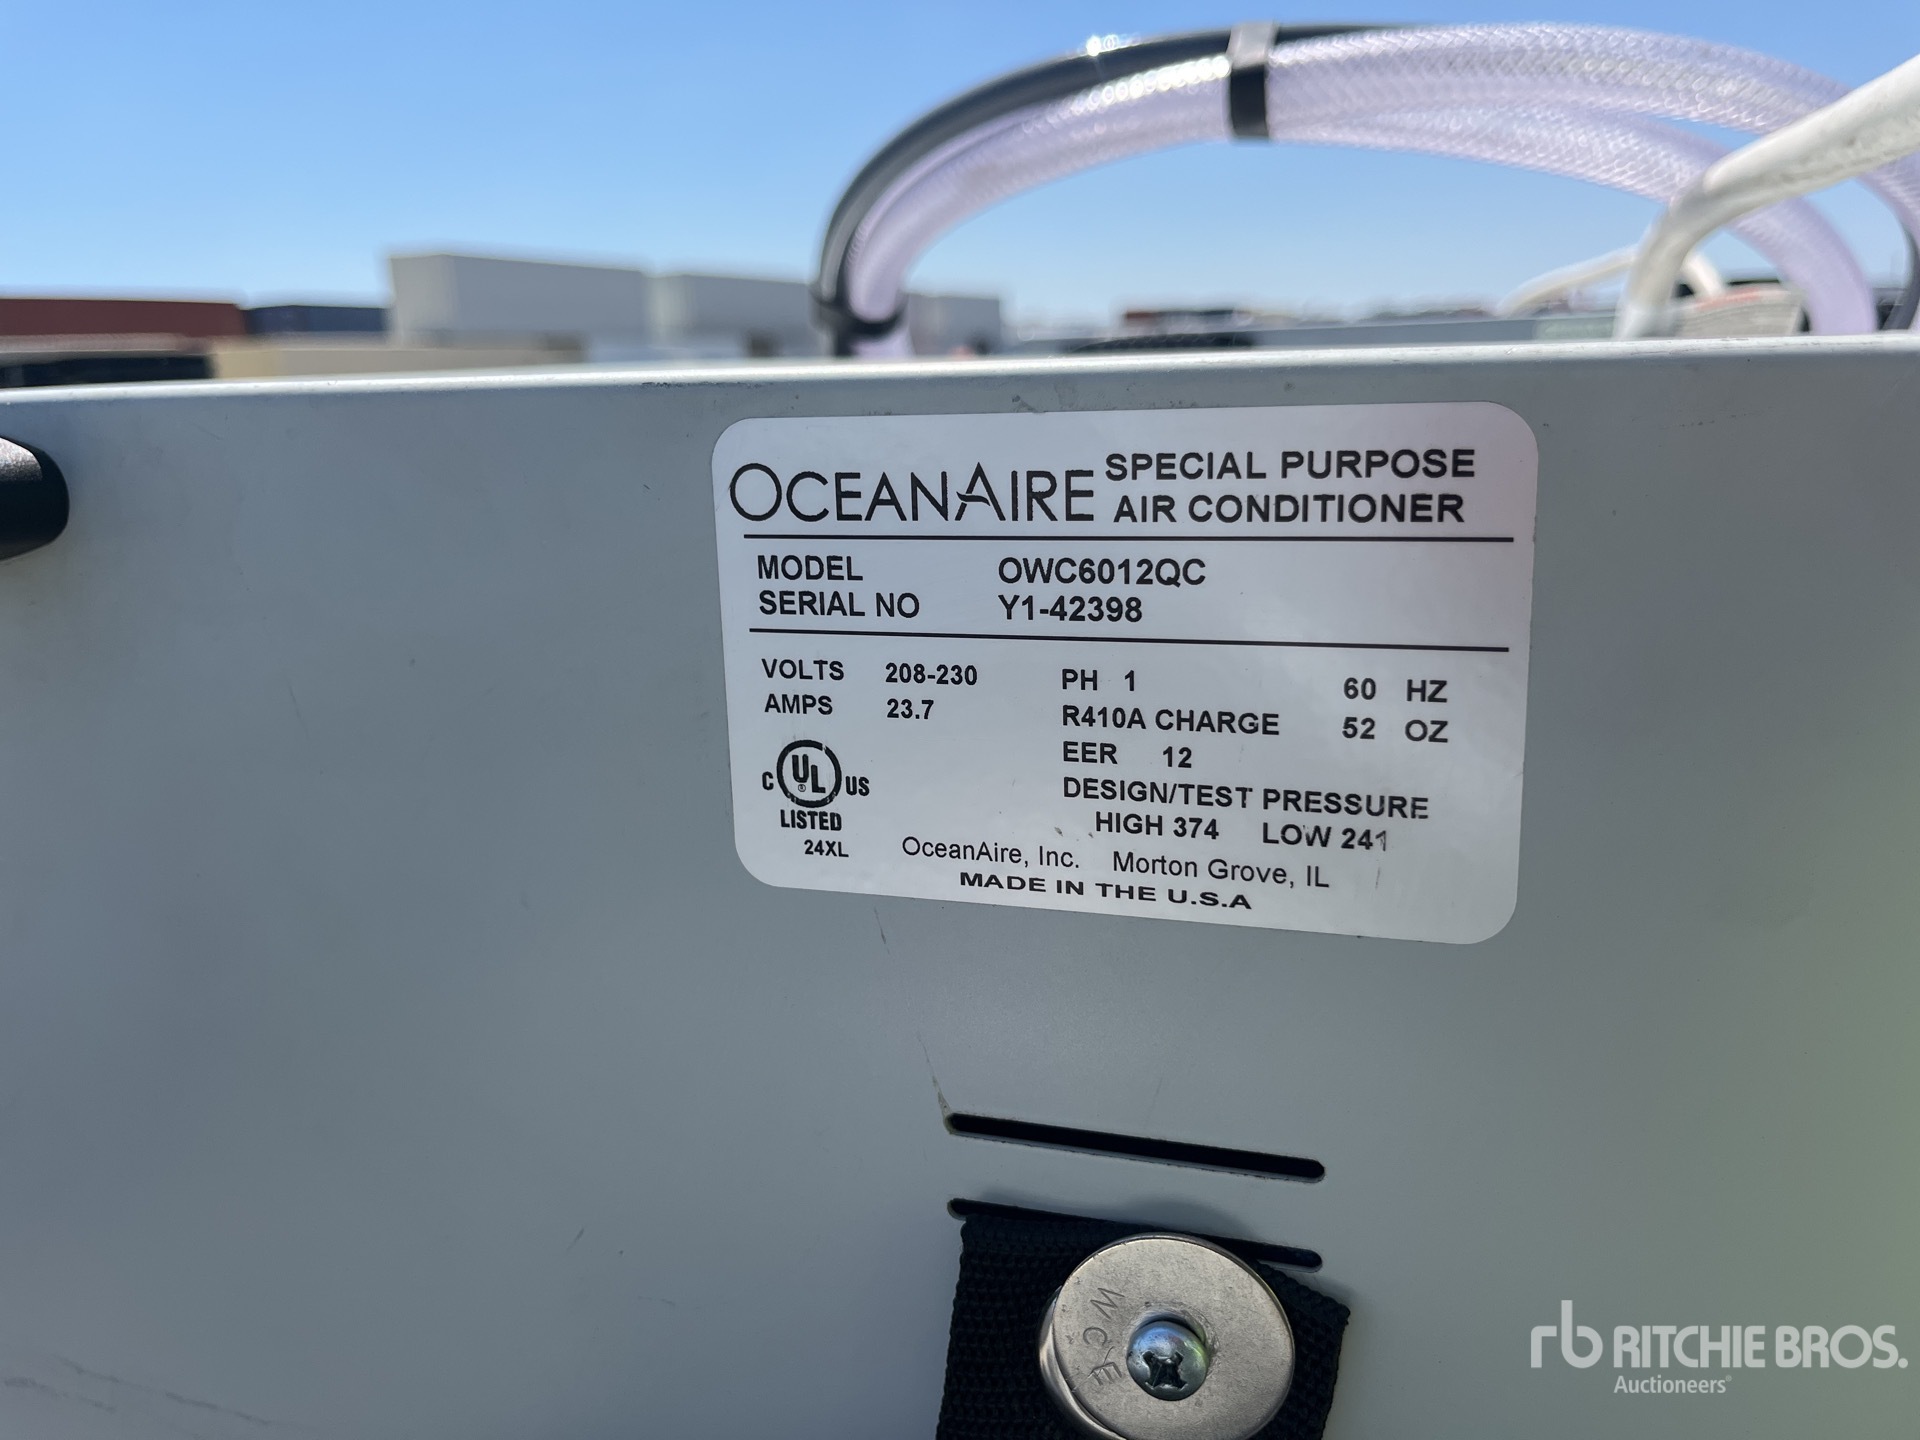 OCEANAIRE SPECIAL PURPOSE
AIR CONDITIONER
MODEL OWC6012QC
SERIAL NO Y1-42398
VOLTS 208-230 PH 1 60 HZ
AMPS 23.7 R410A CHARGE 52 OZ
EER 12
DESIGN/TEST PRESSURE
HIGH 374 LOW 241
C UL ® US
LISTED
24XL
OceanAire, Inc. Morton Grove, IL
MADE IN THE U.S.A
WCE
rb RITCHIE BROS.
Auctioneers®